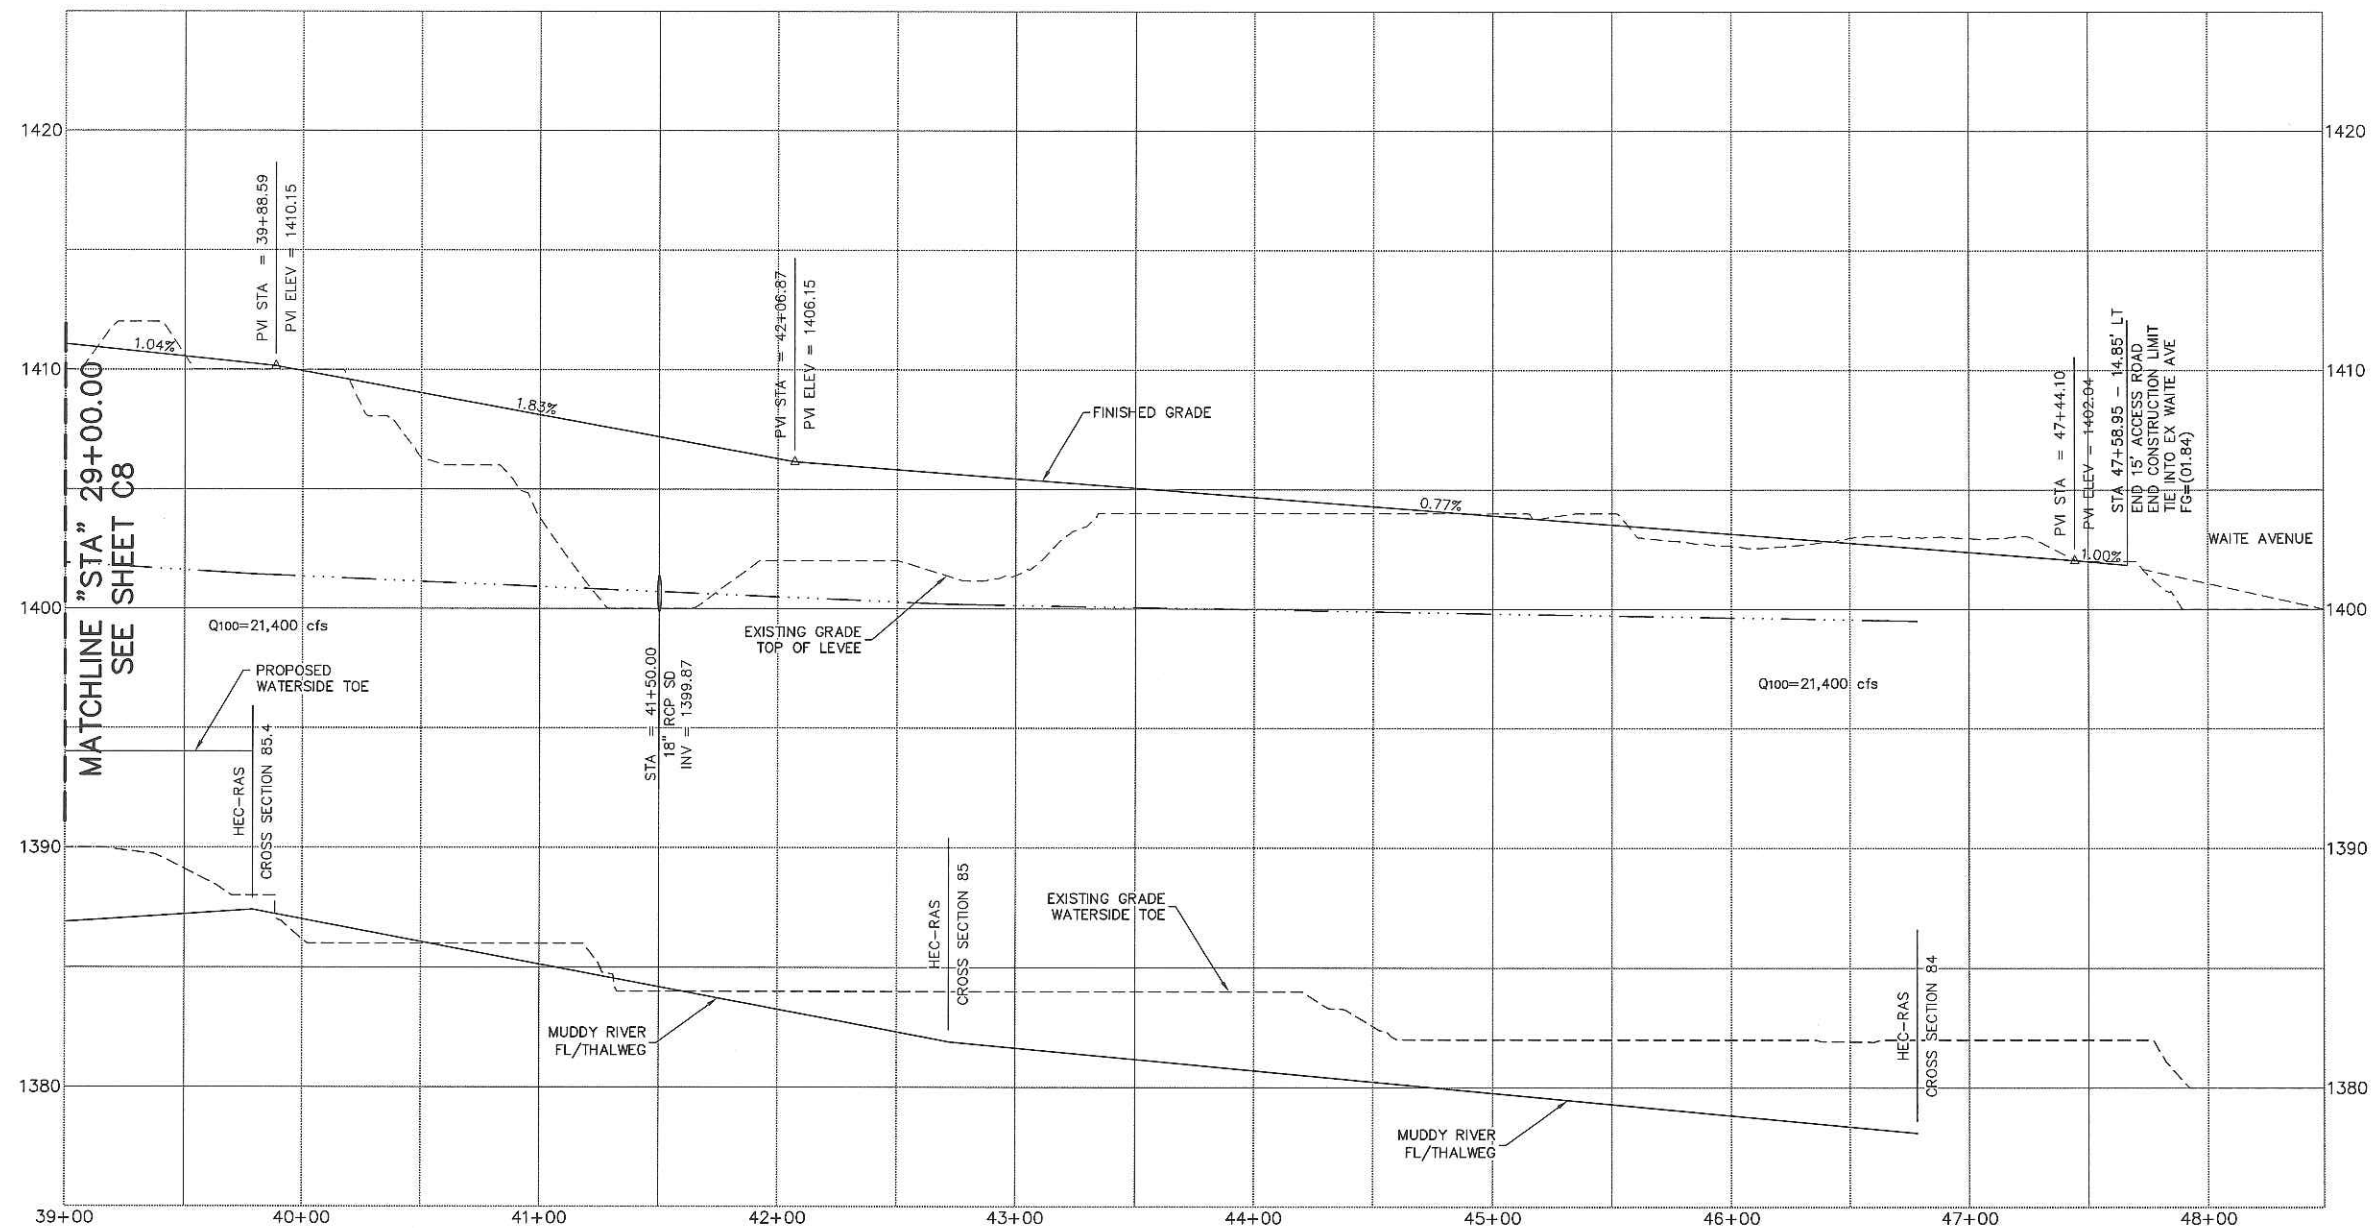 1420
1410
1400
1390
1380
1420
1410
1400
1390
1380
MATCHLINE "STA" 29+00.00
SEE SHEET C8
1.04%
PVI STA = 39+88.59
PVI ELEV = 1410.15
1.83%
PVI STA = 42+06.87
PVI ELEV = 1406.15
FINISHED GRADE
0.77%
PVI STA = 47+44.10
PVI ELEV = 1402.04
1.00%
STA 47+58.95 - 14.85' LT
END 15' ACCESS ROAD
END CONSTRUCTION LIMIT
TIE INTO EX WAITE AVE
FG=(01.84)
WAITE AVENUE
Q100=21,400 cfs
PROPOSED
WATERSIDE TOE
HEC-RAS
CROSS SECTION 85.4
STA = 41+50.00
18" RCP SD
INV = 1399.87
EXISTING GRADE
TOP OF LEVEE
Q100=21,400 cfs
HEC-RAS
CROSS SECTION 85
EXISTING GRADE
WATERSIDE TOE
HEC-RAS
CROSS SECTION 84
MUDDY RIVER
FL/THALWEG
MUDDY RIVER
FL/THALWEG
39+00
40+00
41+00
42+00
43+00
44+00
45+00
46+00
47+00
48+00